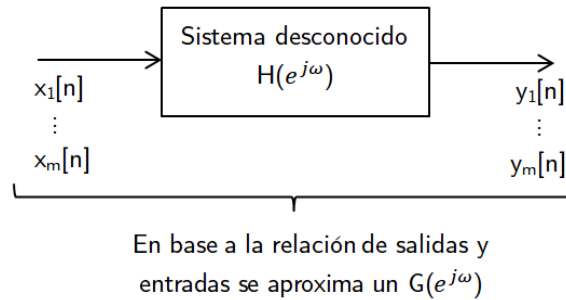 Sistema desconocido
H(e^{jω})
x₁[n]
⋮
xₘ[n]
y₁[n]
⋮
yₘ[n]
En base a la relación de salidas y
entradas se aproxima un G(e^{jω})